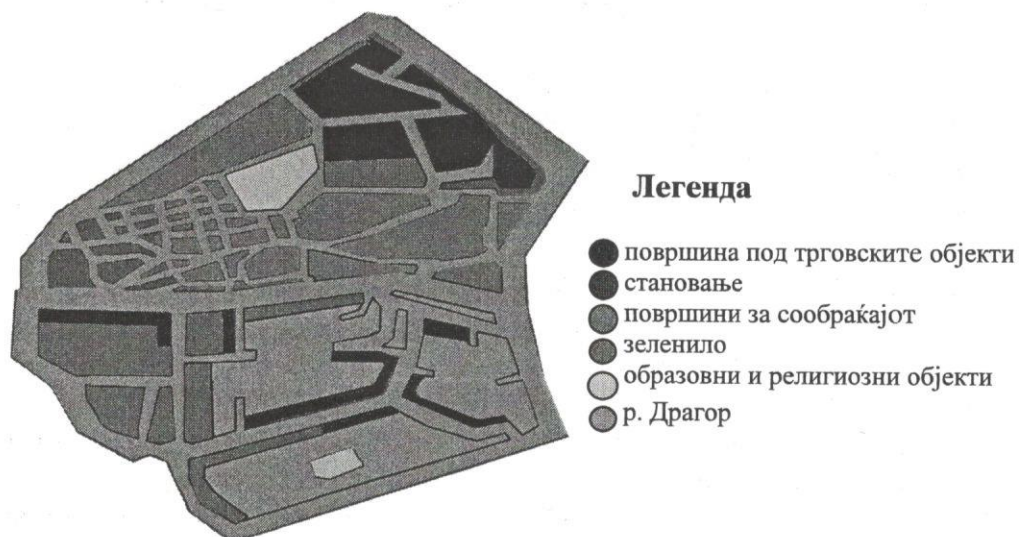 Легенда
површина под трговските објекти
становање
површини за сообраќајот
зеленило
образовни и религиозни објекти
р. Драгор